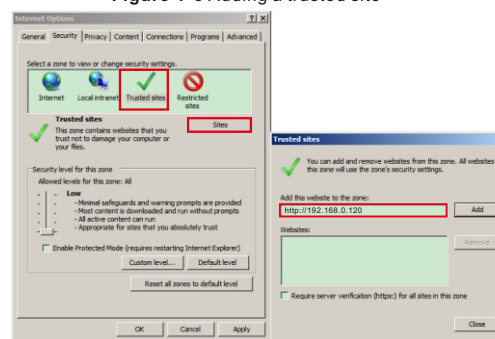 Internet Options
General Security Privacy Content Connections Programs Advanced
Select a zone to view or change security settings.
Internet Local intranet Trusted sites Restricted sites
Trusted sites
This zone contains websites that you
trust not to damage your computer or
your files.
Sites
Security level for this zone
Allowed levels for this zone: All
Low
- Minimal safeguards and warning prompts are provided
- Most content is downloaded and run without prompts
- All active content can run
- Appropriate for sites that you absolutely trust
Enable Protected Mode (requires restarting Internet Explorer)
Custom level... Default level
Reset all zones to default level
OK Cancel Apply
Trusted sites
You can add and remove websites from this zone. All websites
this zone will use the zone's security settings.
Add this website to the zone:
http://192.168.0.120 Add
Websites:
Remove
Require server verification (https:) for all sites in this zone
Close